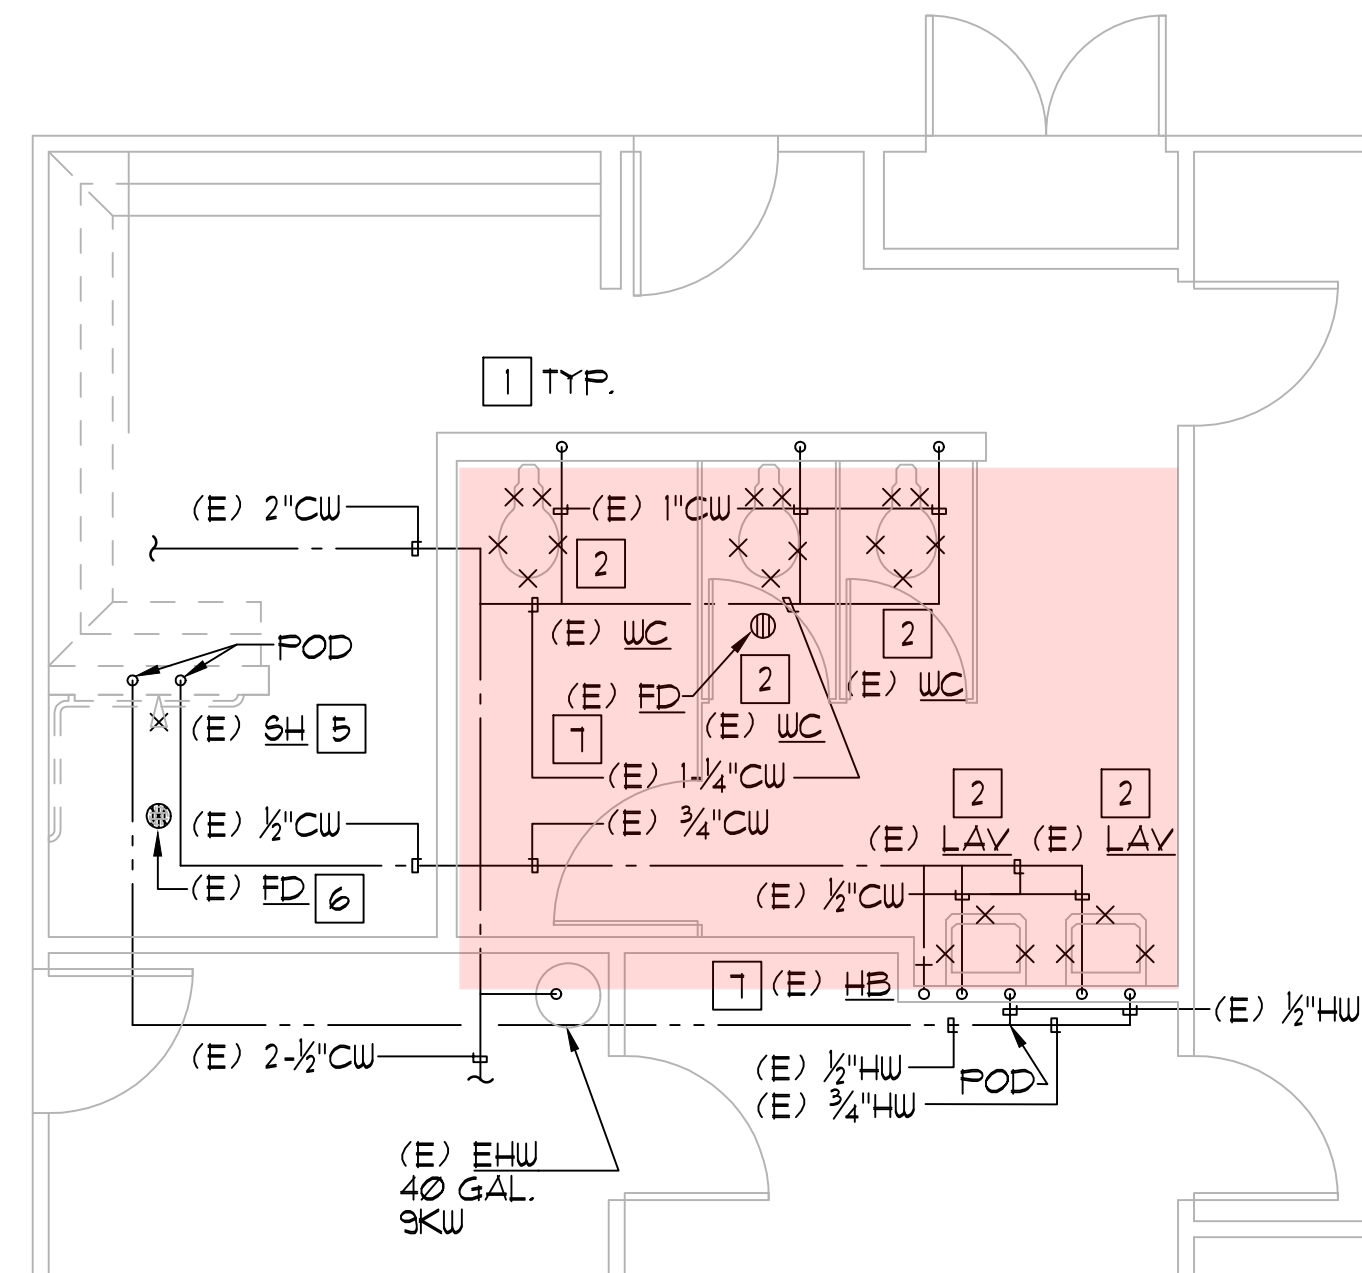 1 TYP.
(E) 2"CW
(E) 1"CW
2
(E) WC
2
(E) WC
POD
(E) FD
2
(E) WC
(E) SH 5
7
(E) 1-¼"CW
(E) ½"CW
(E) ¾"CW
2
2
(E) LAV
(E) LAV
(E) FD 6
(E) ½"CW
7 (E) HB
(E) ½"HW
(E) 2-½"CW
(E) ½"HW
POD
(E) ¾"HW
(E) EHW
40 GAL.
9KW